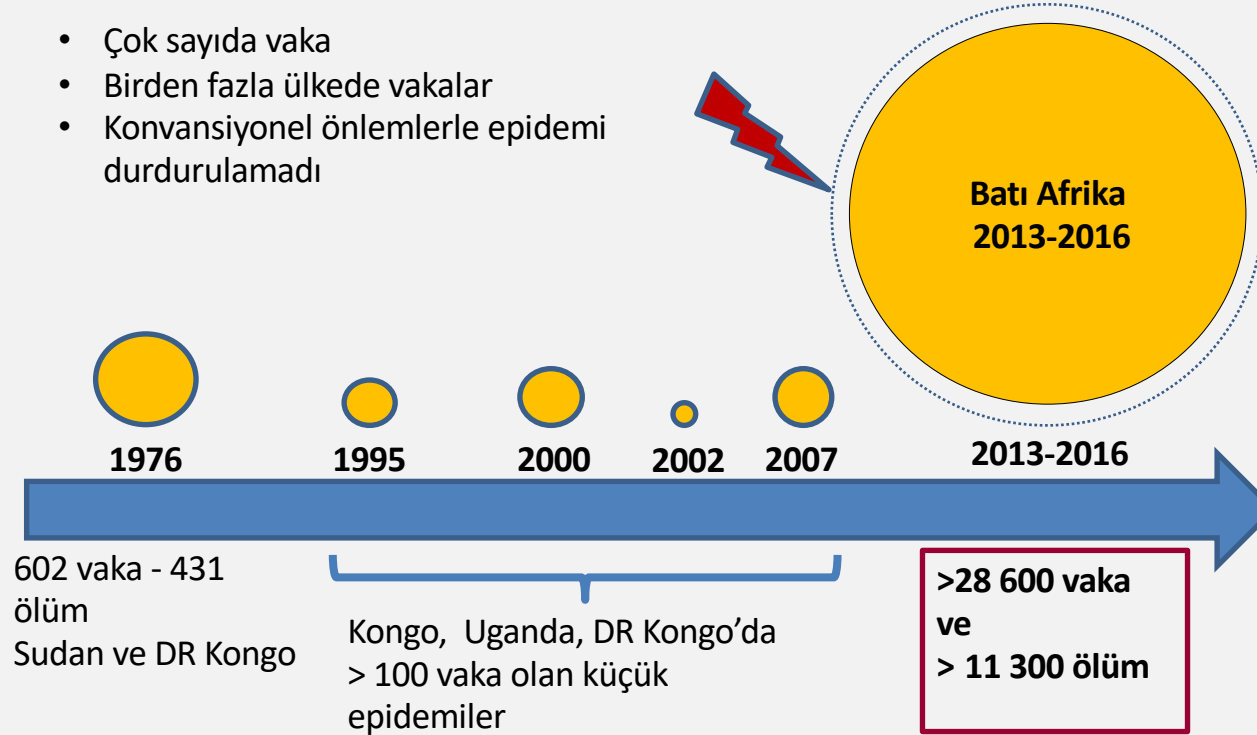 • Çok sayıda vaka
• Birden fazla ülkede vakalar
• Konvansiyonel önlemlerle epidemi
durdurulamadı
Batı Afrika
2013-2016
1976
1995
2000
2002
2007
2013-2016
602 vaka - 431
ölüm
Sudan ve DR Kongo
Kongo, Uganda, DR Kongo’da
> 100 vaka olan küçük
epidemiler
>28 600 vaka
ve
> 11 300 ölüm